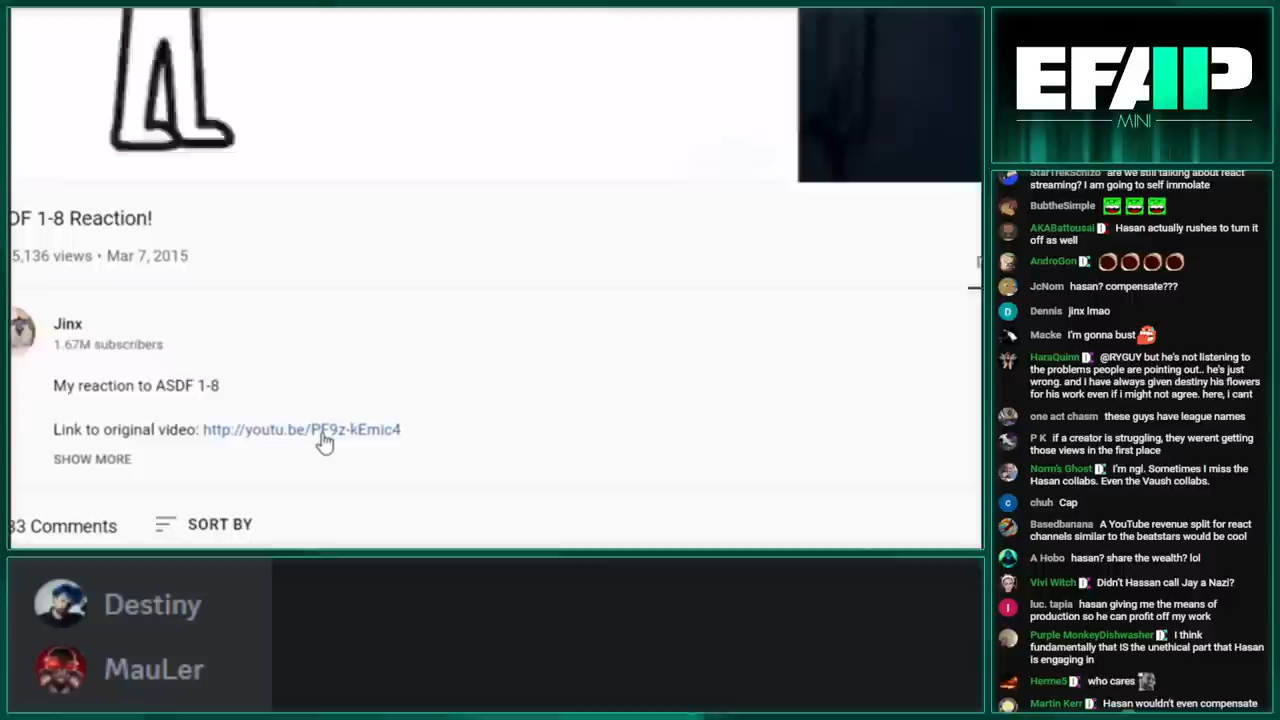 DF 1-8 Reaction!
5,136 views • Mar 7, 2015
Jinx
1.67M subscribers
My reaction to ASDF 1-8
Link to original video: http://youtu.be/PF9z-kEmic4
SHOW MORE
33 Comments
SORT BY
Destiny
MauLer
EFAP
MINI
StarTrekSchizo are we still talking about react
streaming? I am going to self immolate
BubtheSimple
AKABattousai Hasan actually rushes to turn it
off as well
AndroGon
JcNom hasan? compensate???
Dennis jinx lmao
Macke I'm gonna bust
HaraQuinn @RYGUY but he's not listening to
the problems people are pointing out.. he's just
wrong. and i have always given destiny his flowers
for his work even if i might not agree. here, i cant
one act chasm these guys have league names
P K if a creator is struggling, they werent getting
those views in the first place
Norm's Ghost I'm ngl. Sometimes I miss the
Hasan collabs. Even the Vaush collabs.
chuh Cap
Basedbanana A YouTube revenue split for react
channels similar to the beatstars would be cool
A Hobo hasan? share the wealth? lol
Vivi Witch Didn't Hassan call Jay a Nazi?
luc. tapia hasan giving me the means of
production so he can profit off my work
Purple MonkeyDishwasher I think
fundamentally that IS the unethical part that Hasan
is engaging in
Herme5 who cares
Martin Kerr Hasan wouldn't even compensate